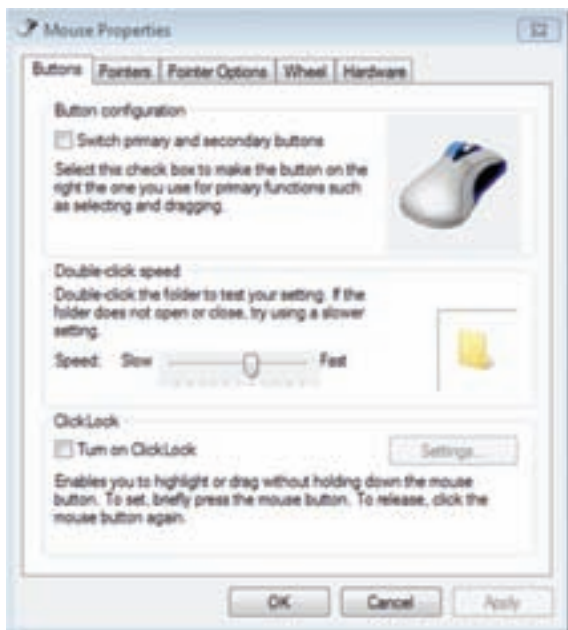 Mouse Properties
Buttons Pointers Pointer Options Wheel Hardware
Button configuration
Switch primary and secondary buttons
Select this check box to make the button on the
right the one you use for primary functions such
as selecting and dragging.
Double-click speed
Double-click the folder to test your setting. If the
folder does not open or close, try using a slower
setting.
Speed: Slow Fast
ClickLock
Turn on ClickLock Settings...
Enables you to highlight or drag without holding down the mouse
button. To set, briefly press the mouse button. To release, click the
mouse button again.
OK Cancel Apply